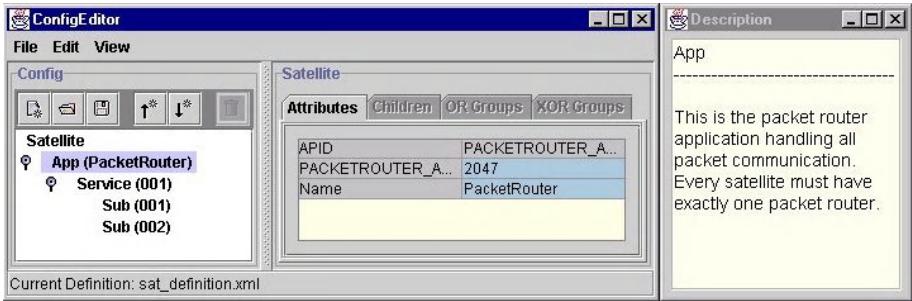 ConfigEditor
File Edit View
Config
Satellite
App (PacketRouter)
Service (001)
Sub (001)
Sub (002)
Satellite
Attributes Children OR Groups XOR Groups
APID PACKETROUTER_A...
PACKETROUTER_A... 2047
Name PacketRouter
Current Definition: sat_definition.xml
Description
App
----------------------------------
This is the packet router
application handling all
packet communication.
Every satellite must have
exactly one packet router.